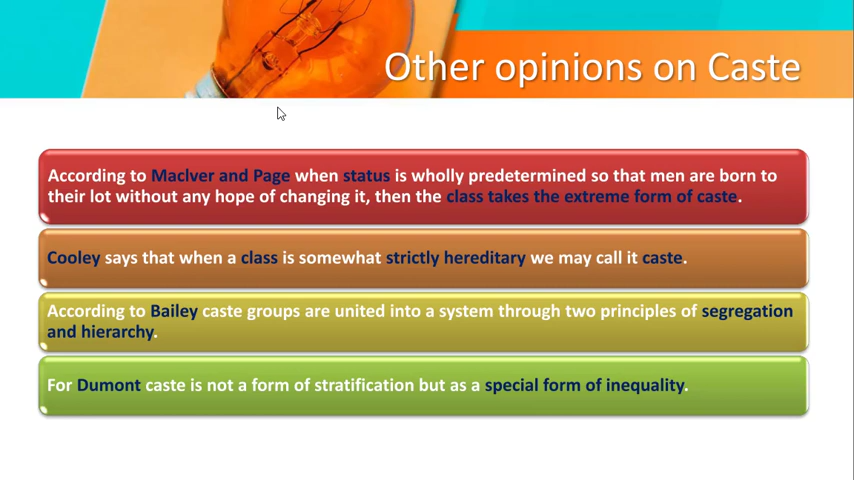 Other opinions on Caste
According to MacIver and Page when status is wholly predetermined so that men are born to
their lot without any hope of changing it, then the class takes the extreme form of caste.
Cooley says that when a class is somewhat strictly hereditary we may call it caste.
According to Bailey caste groups are united into a system through two principles of segregation
and hierarchy.
For Dumont caste is not a form of stratification but as a special form of inequality.